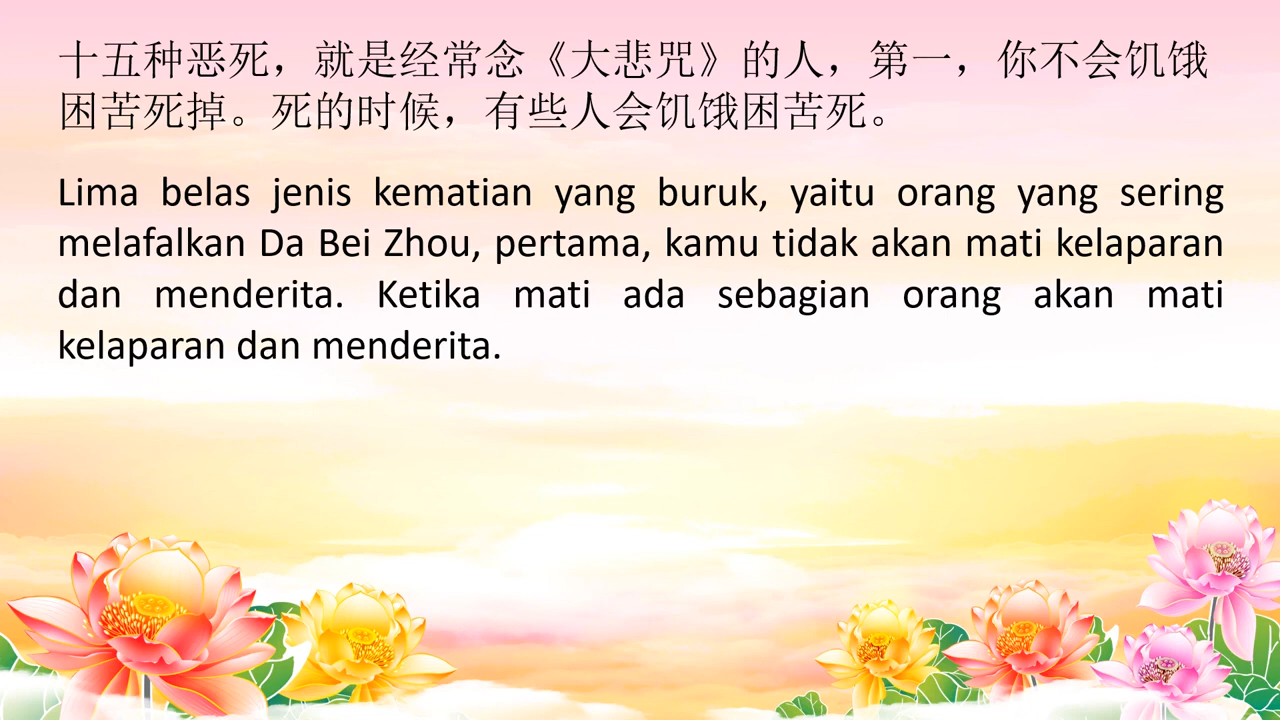 十五种恶死，就是经常念《大悲咒》的人，第一，你不会饥饿
困苦死掉。死的时候，有些人会饥饿困苦死。
Lima belas jenis kematian yang buruk, yaitu orang yang sering
melafalkan Da Bei Zhou, pertama, kamu tidak akan mati kelaparan
dan menderita. Ketika mati ada sebagian orang akan mati
kelaparan dan menderita.